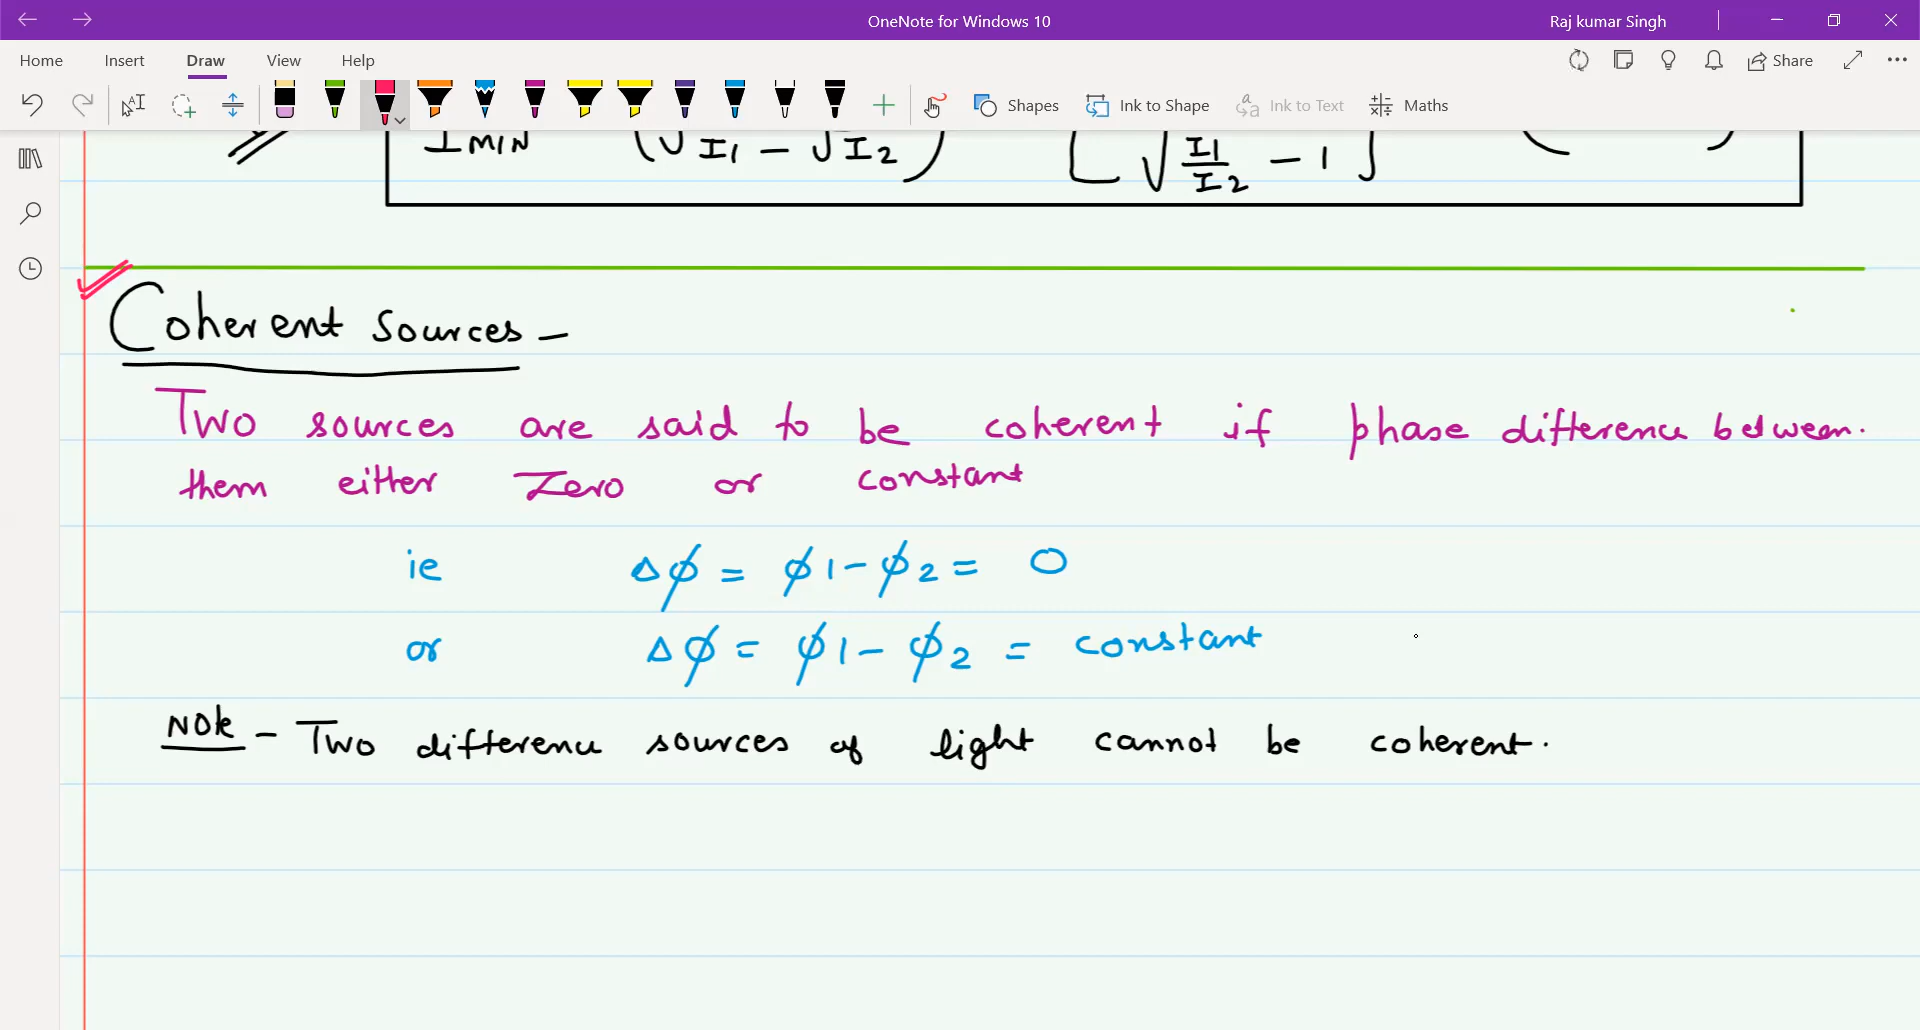 OneNote for Windows 10
Raj kumar Singh
Home Insert Draw View Help
Share
Shapes Ink to Shape Ink to Text Maths
IMIN (√I1 - √I2) [√I1/I2 - 1]
Coherent Sources -
Two sources are said to be coherent if phase difference between.
them either Zero or constant
ie Δϕ = ϕ1 - ϕ2 = 0
or Δϕ = ϕ1 - ϕ2 = constant
Note - Two difference sources of light cannot be coherent.